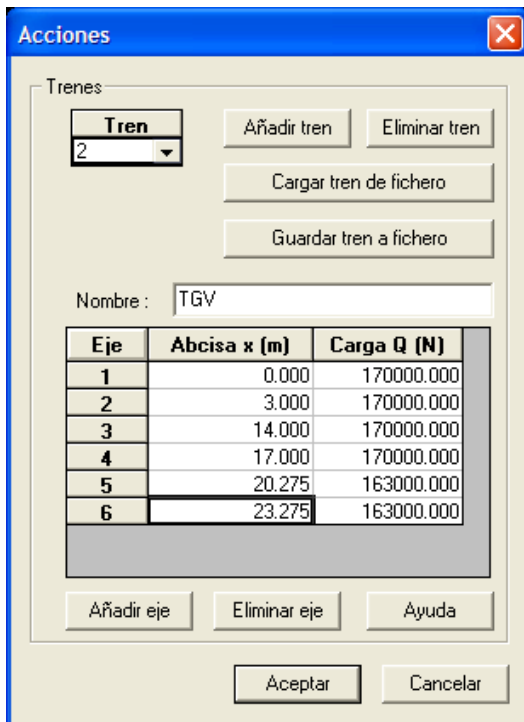 Acciones
Trenes
Tren
2
Añadir tren Eliminar tren
Cargar tren de fichero
Guardar tren a fichero
Nombre : TGV
Eje Abcisa x (m) Carga Q (N)
1 0.000 170000.000
2 3.000 170000.000
3 14.000 170000.000
4 17.000 170000.000
5 20.275 163000.000
6 23.275 163000.000
Añadir eje Eliminar eje Ayuda
Aceptar Cancelar